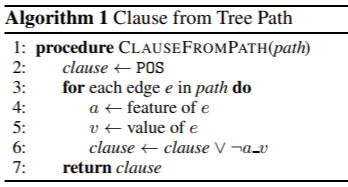 Algorithm 1 Clause from Tree Path
1: procedure CLAUSEFROMPATH(path)
2: clause ← POS
3: for each edge e in path do
4: a ← feature of e
5: v ← value of e
6: clause ← clause ∨ ¬a_v
7: return clause